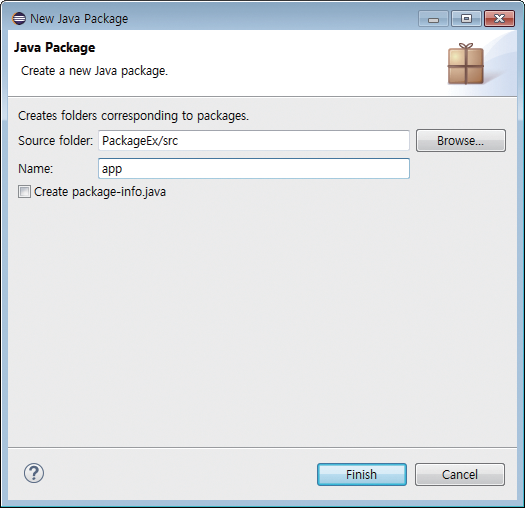 New Java Package
Java Package
Create a new Java package.
Creates folders corresponding to packages.
Source folder: PackageEx/src Browse...
Name: app
Create package-info.java
? Finish Cancel